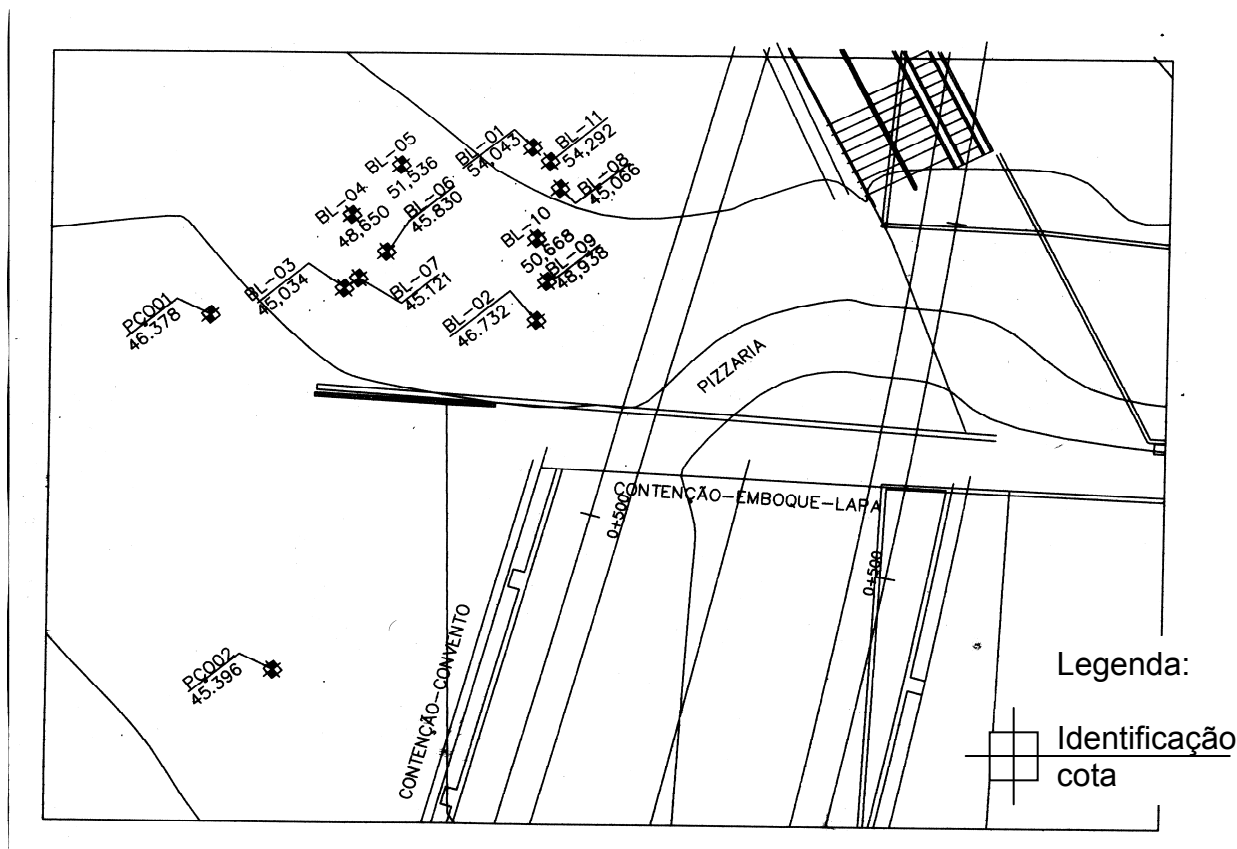 BL-05
51,536
BL-01
54,043
BL-11
54,292
BL-08
45,066
BL-04
48,650
BL-06
45.830
BL-10
50,668
BL-09
48,938
BL-03
45,034
BL-07
45.121
BL-02
46.732
PC001
46.378
PIZZARIA
CONTENÇÃO-EMBOQUE-LAPA
0+500
0+500
CONTENÇÃO-CONVENTO
PC002
45.396
Legenda:
Identificação
cota